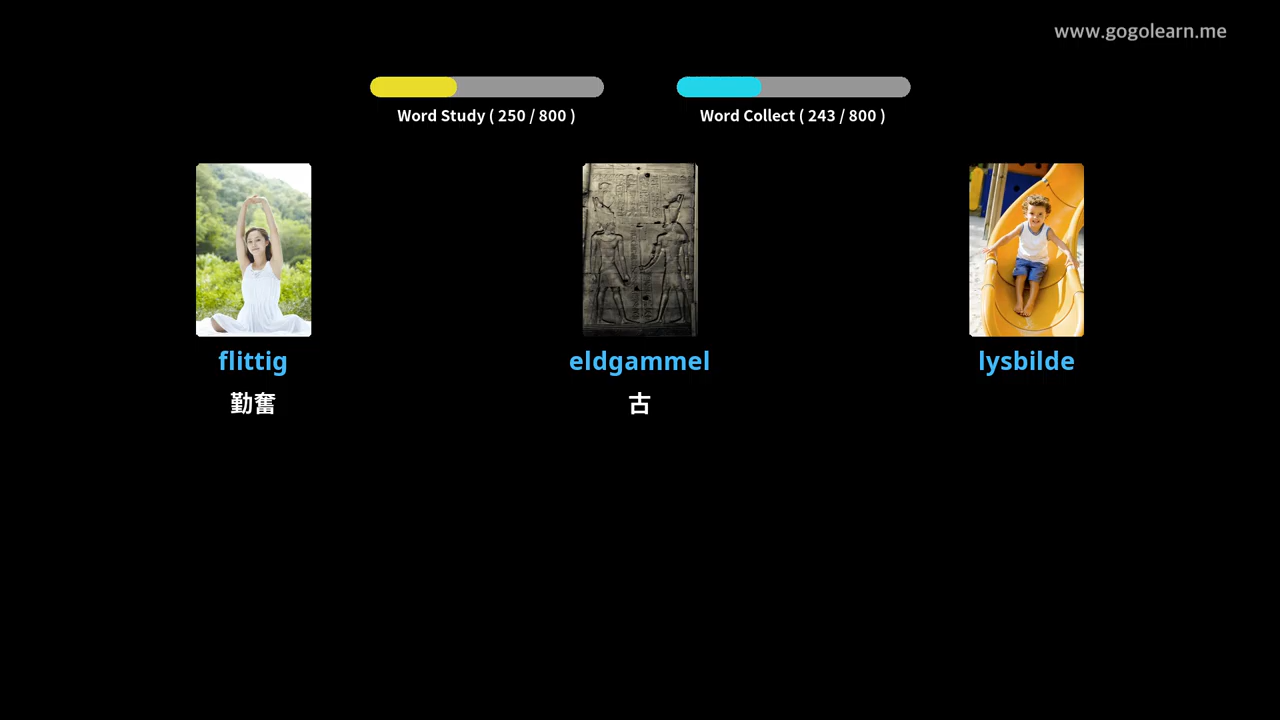 www.gogolearn.me
Word Study ( 250 / 800 )
Word Collect ( 243 / 800 )
flittig
eldgammel
lysbilde
勤奮
古